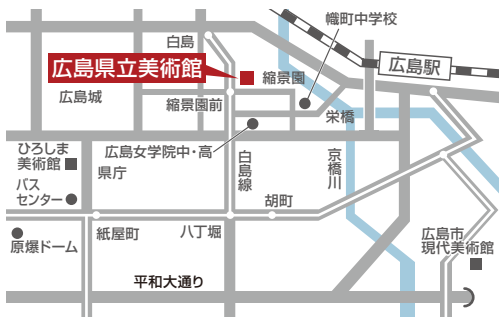 幟町中学校
白島
広島駅
広島県立美術館
縮景園
広島城
縮景園前
栄橋
広島女学院中・高
ひろしま
美術館
県庁
白島線
京橋川
バス
センター
胡町
紙屋町
八丁堀
原爆ドーム
広島市
現代美術館
平和大通り